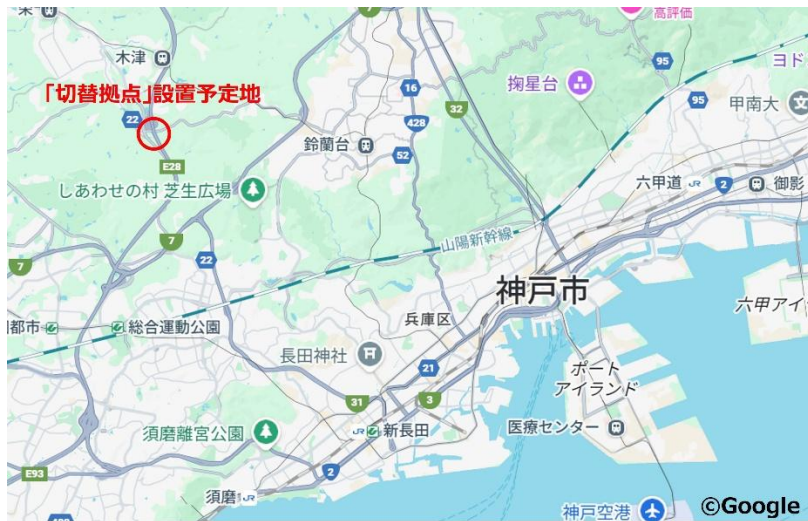 栄
高評価
木津
95
ヨド
「切替拠点」設置予定地
16
掬星台
22
32
95
甲南大
428
鈴蘭台
E28
52
六甲道
JR
2
御影
しあわせの村 芝生広場
7
山陽新幹線
22
7
7
神戸市
六甲アイ
兵庫区
都市
総合運動公園
長田神社
21
ポート
アイランド
31
3
須磨離宮公園
JR
新長田
医療センター
E93
2
須磨
JR
神戸空港
©Google